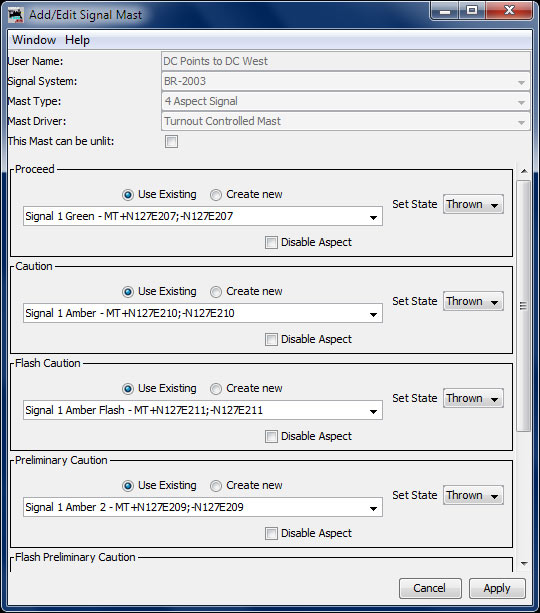 Add/Edit Signal Mast
Window Help
User Name: DC Points to DC West
Signal System: BR-2003
Mast Type: 4 Aspect Signal
Mast Driver: Turnout Controlled Mast
This Mast can be unlit:
Proceed
Use Existing Create new
Set State Thrown
Signal 1 Green - MT+N127E207;-N127E207
Disable Aspect
Caution
Use Existing Create new
Set State Thrown
Signal 1 Amber - MT+N127E210;-N127E210
Disable Aspect
Flash Caution
Use Existing Create new
Set State Thrown
Signal 1 Amber Flash - MT+N127E211;-N127E211
Disable Aspect
Preliminary Caution
Use Existing Create new
Set State Thrown
Signal 1 Amber 2 - MT+N127E209;-N127E209
Disable Aspect
Flash Preliminary Caution
Cancel Apply